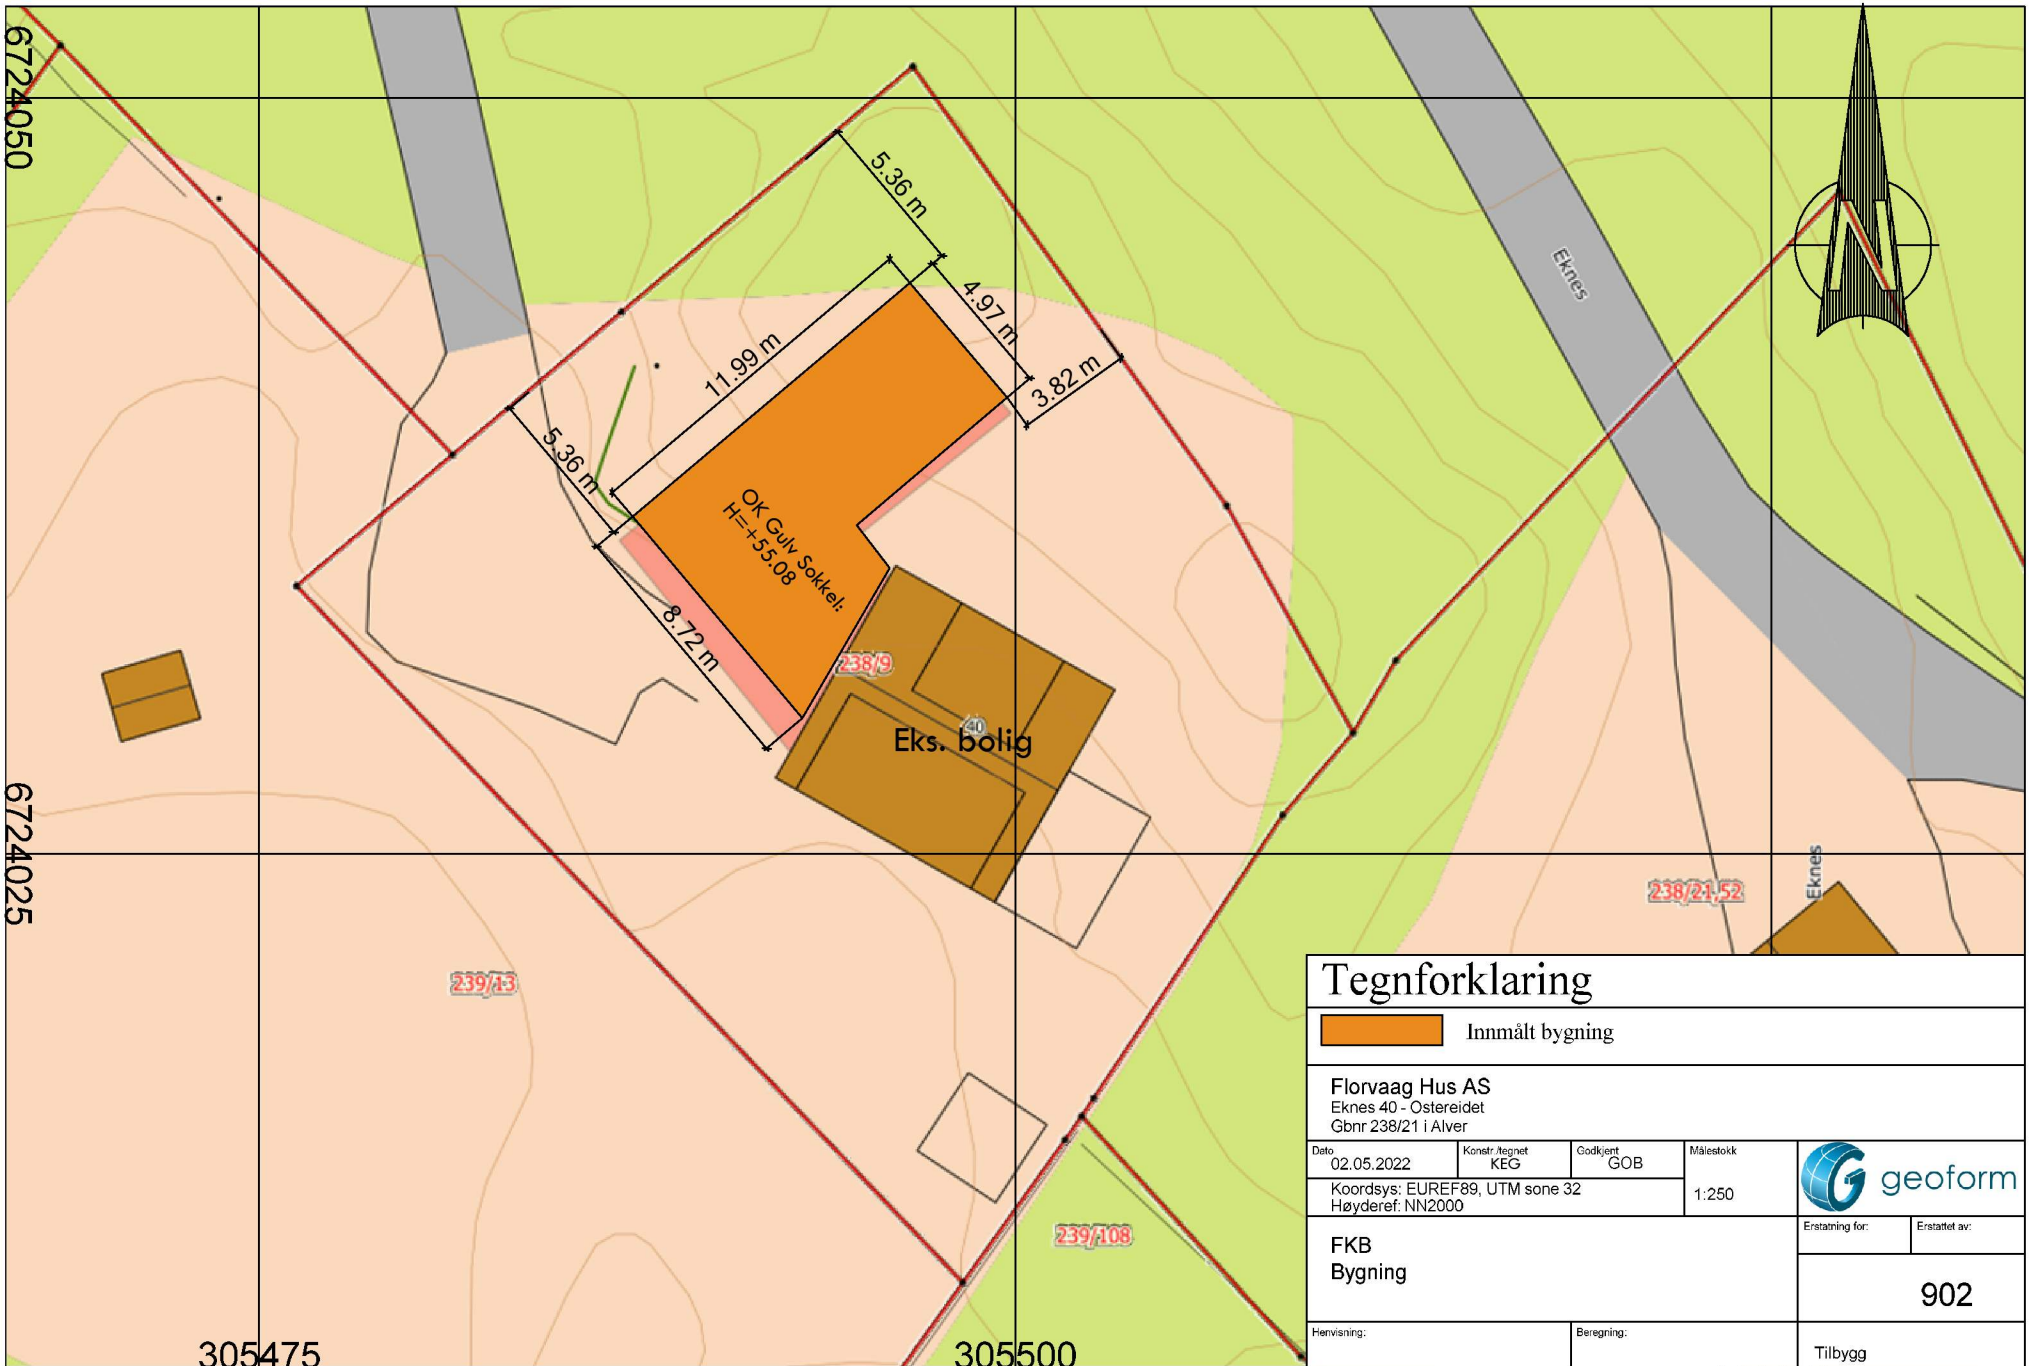 6724050
5.36 m
4.97 m
11.99 m
3.82 m
5.36 m
OK Gulv Sokkel:
H=+55.08
8.72 m
238/9
40
Eks. bolig
Eknes
N
6724025
Eknes
238/21,52
239/13
239/108
305475
305500
Tegnforklaring
Innmålt bygning
Florvaag Hus AS
Eknes 40 - Ostereidet
Gbnr 238/21 i Alver
Dato
02.05.2022
Konstr./tegnet
KEG
Godkjent
GOB
Målestokk
1:250
Koordsys: EUREF89, UTM sone 32
Høyderef: NN2000
geoform
FKB
Bygning
Erstatning for:
Erstattet av:
902
Henvisning:
Beregning:
Tilbygg